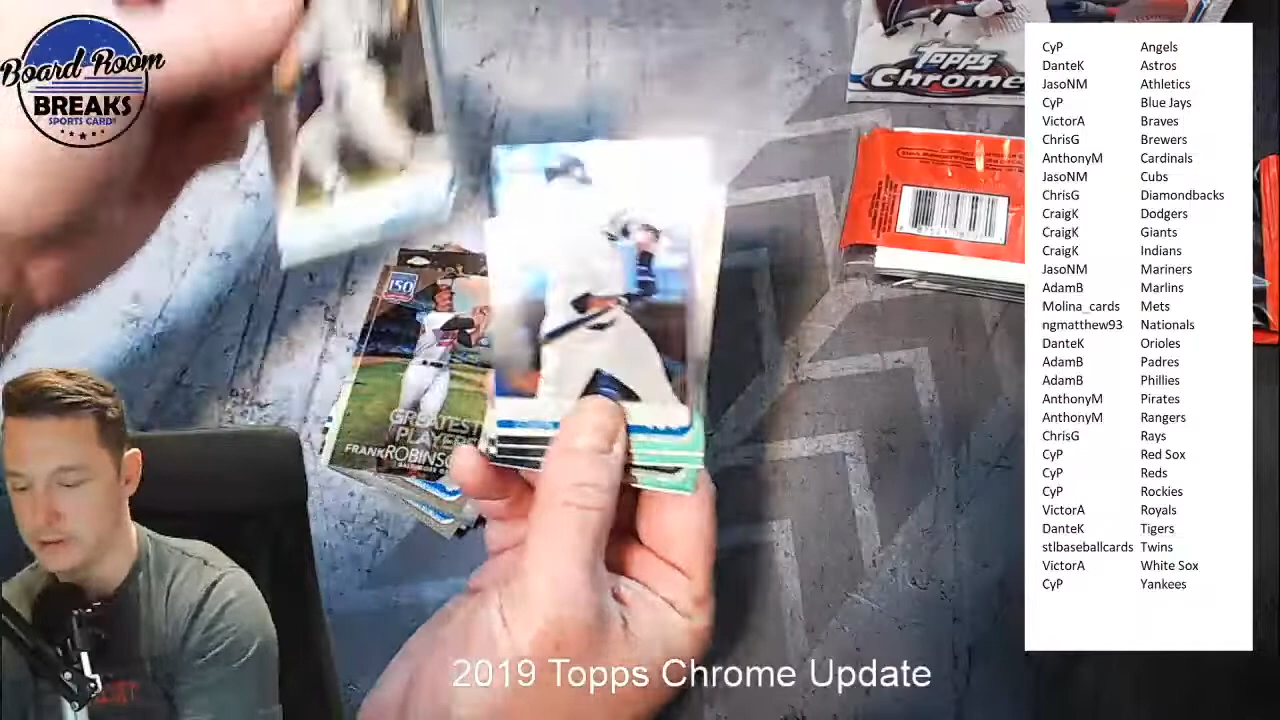 Board Room
BREAKS
SPORTS CARDS
Topps
Chrome
150
GREATEST
PLAYER
FRANK ROBINS
CyP Angels
DanteK Astros
JasoNM Athletics
CyP Blue Jays
VictorA Braves
ChrisG Brewers
AnthonyM Cardinals
JasoNM Cubs
ChrisG Diamondbacks
CraigK Dodgers
CraigK Giants
CraigK Indians
JasoNM Mariners
AdamB Marlins
Molina_cards Mets
ngmatthew93 Nationals
DanteK Orioles
AdamB Padres
AdamB Phillies
AnthonyM Pirates
AnthonyM Rangers
ChrisG Rays
CyP Red Sox
CyP Reds
CyP Rockies
VictorA Royals
DanteK Tigers
stlbaseballcards Twins
VictorA White Sox
CyP Yankees
2019 Topps Chrome Update